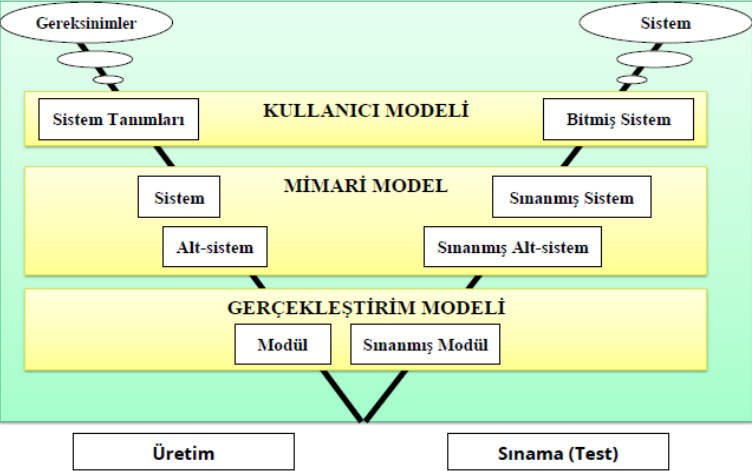 Gereksinimler
Sistem
KULLANICI MODELİ
Sistem Tanımları
Bitmiş Sistem
MİMARİ MODEL
Sistem
Sınanmış Sistem
Alt-sistem
Sınanmış Alt-sistem
GERÇEKLEŞTİRİM MODELİ
Modül
Sınanmış Modül
Üretim
Sınama (Test)